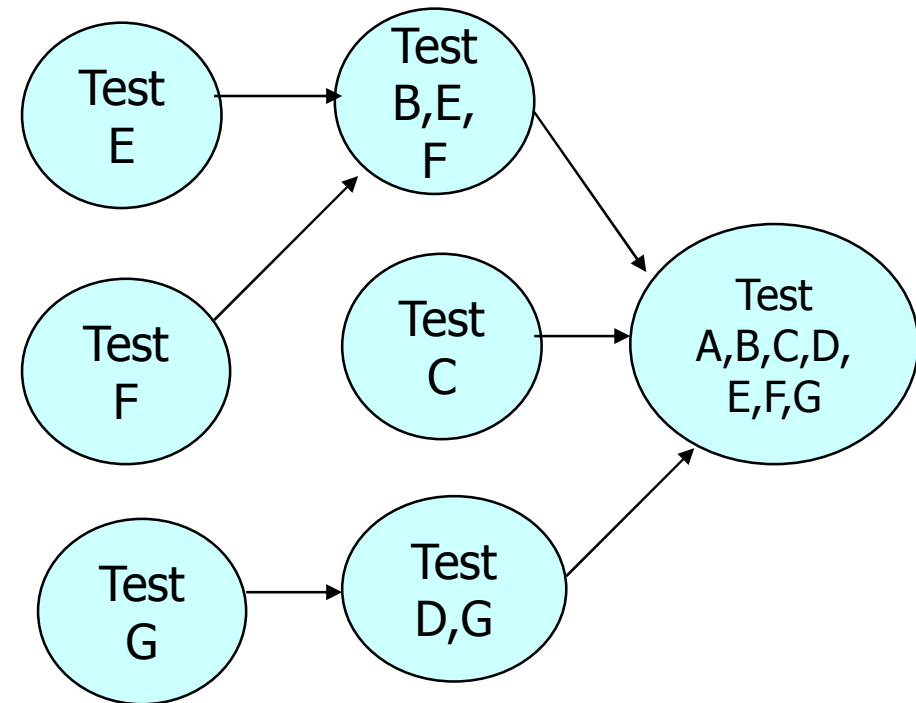 Test
E
Test
B,E,
F
Test
F
Test
C
Test
A,B,C,D,
E,F,G
Test
G
Test
D,G